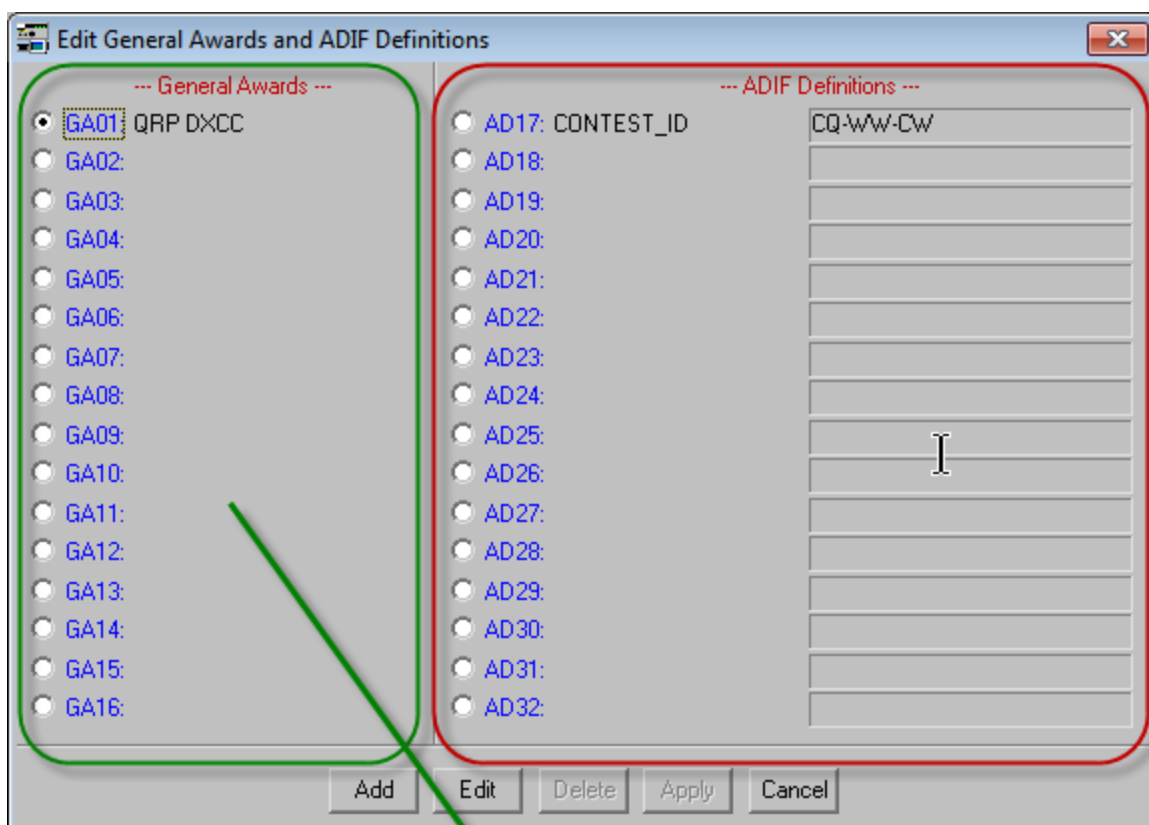 Edit General Awards and ADIF Definitions
--- General Awards ---
GA01: QRP DXCC
GA02:
GA03:
GA04:
GA05:
GA06:
GA07:
GA08:
GA09:
GA10:
GA11:
GA12:
GA13:
GA14:
GA15:
GA16:
--- ADIF Definitions ---
AD17: CONTEST_ID CQ-WW-CW
AD18:
AD19:
AD20:
AD21:
AD22:
AD23:
AD24:
AD25:
AD26:
AD27:
AD28:
AD29:
AD30:
AD31:
AD32:
Add Edit Delete Apply Cancel